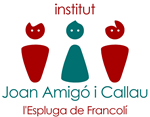 institut
Joan Amigó i Callau
l'Espluga de Francolí